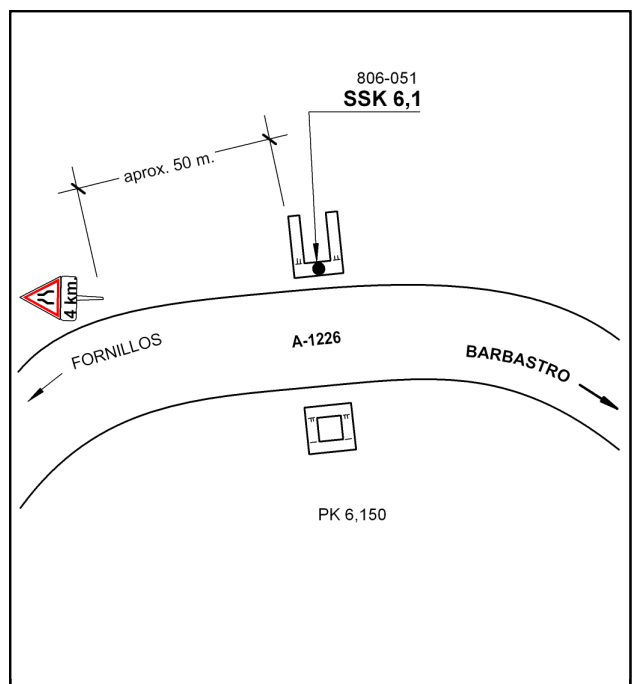 806-051
SSK 6,1
aprox. 50 m.
4 km.
FORNILLOS
A-1226
BARBASTRO
PK 6,150